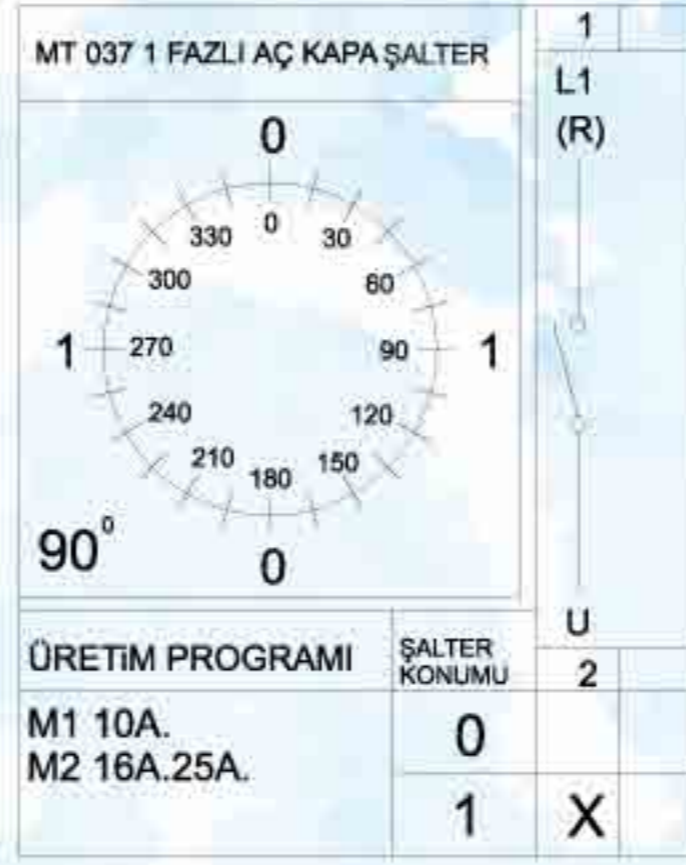 MT 037 1 FAZLI AÇ KAPA ŞALTER
0
0
330
30
300
60
1
270
90
1
240
120
210
150
180
90°
0
1
L1
(R)
U
2
ÜRETİM PROGRAMI
ŞALTER
KONUMU
M1 10A.
M2 16A.25A.
0
1
X